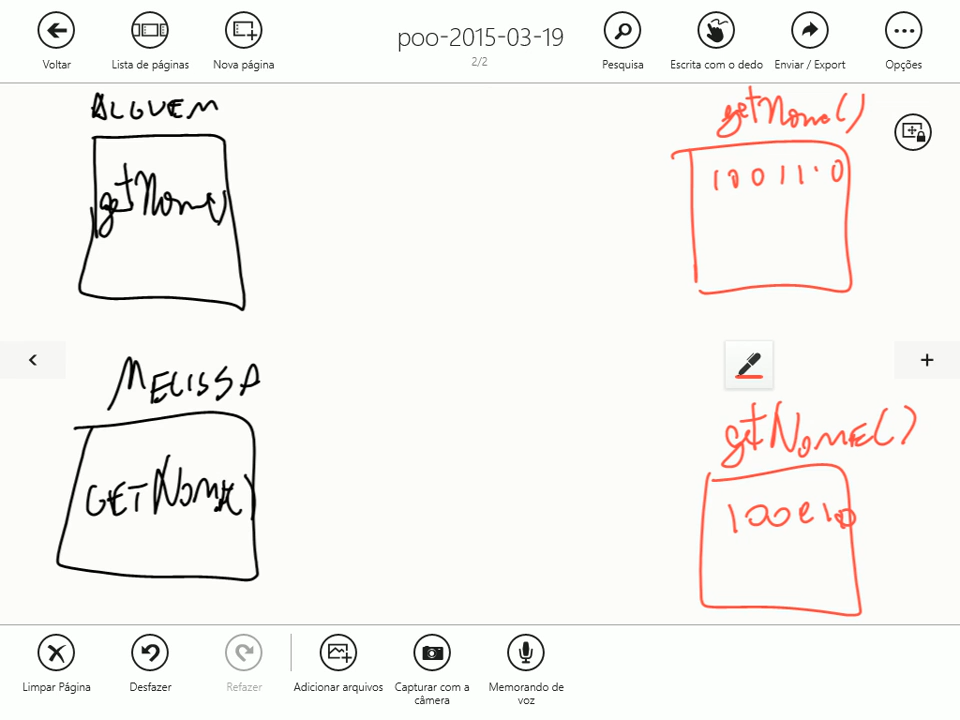 poo-2015-03-19
2/2
Voltar
Lista de páginas
Nova página
Pesquisa
Escrita com o dedo
Enviar / Export
Opções
ALGUEM
getNome()
getNome()
100110
MELISSA
GETNome()
getNomE()
Limpar Página
Desfazer
Refazer
Adicionar arquivos
Capturar com a
câmera
Memorando de
voz